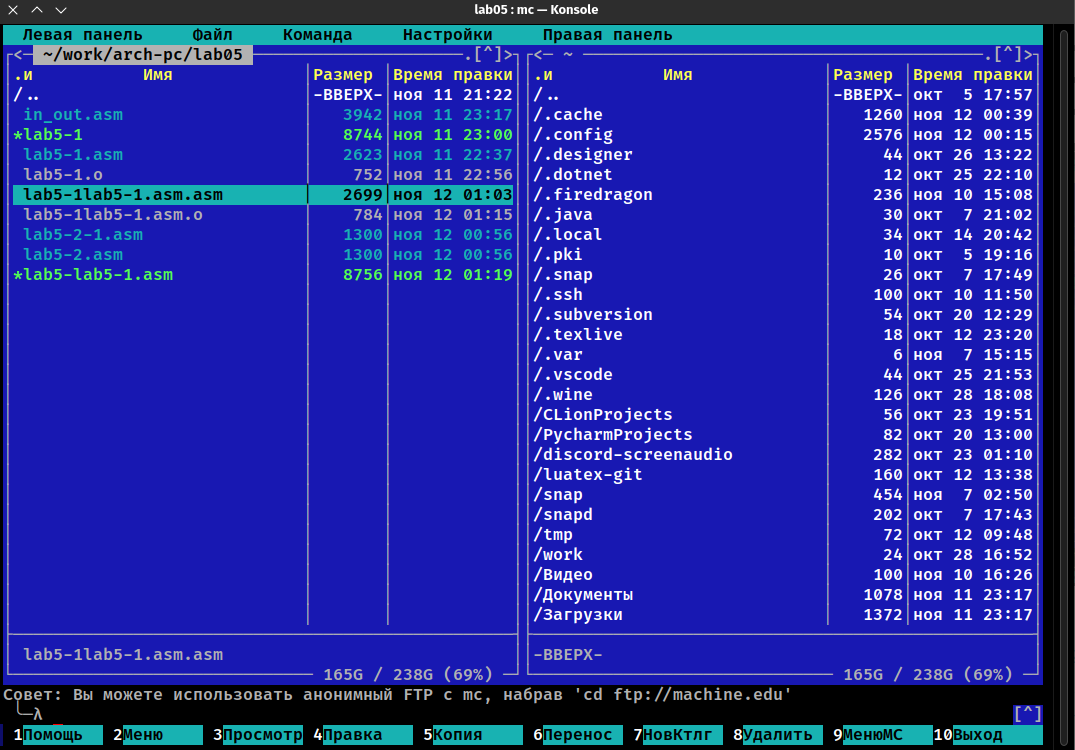 lab05 : mc — Konsole
Левая панель Файл Команда Настройки Правая панель
<— ~/work/arch-pc/lab05 .[^]>
.и Имя Размер Время правки
/.. -ВВЕРХ- ноя 11 21:22
in_out.asm 3942 ноя 11 23:17
*lab5-1 8744 ноя 11 23:00
lab5-1.asm 2623 ноя 11 22:37
lab5-1.o 752 ноя 11 22:56
lab5-1lab5-1.asm.asm 2699 ноя 12 01:03
lab5-1lab5-1.asm.o 784 ноя 12 01:15
lab5-2-1.asm 1300 ноя 12 00:56
lab5-2.asm 1300 ноя 12 00:56
*lab5-lab5-1.asm 8756 ноя 12 01:19
lab5-1lab5-1.asm.asm
165G / 238G (69%)
<— ~ .[^]>
.и Имя Размер Время правки
/.. -ВВЕРХ- окт 5 17:57
/.cache 1260 ноя 12 00:39
/.config 2576 ноя 12 00:15
/.designer 44 окт 26 13:22
/.dotnet 12 окт 25 22:10
/.firedragon 236 ноя 10 15:08
/.java 30 окт 7 21:02
/.local 34 окт 14 20:42
/.pki 10 окт 5 19:16
/.snap 26 окт 7 17:49
/.ssh 100 окт 10 11:50
/.subversion 54 окт 20 12:29
/.texlive 18 окт 12 23:20
/.var 6 ноя 7 15:15
/.vscode 44 окт 25 21:53
/.wine 126 окт 28 18:08
/CLionProjects 56 окт 23 19:51
/PycharmProjects 82 окт 20 13:00
/discord-screenaudio 282 окт 23 01:10
/luatex-git 160 окт 12 13:38
/snap 454 ноя 7 02:50
/snapd 202 окт 7 17:43
/tmp 72 окт 12 09:48
/work 24 окт 28 16:52
/Видео 100 ноя 10 16:26
/Документы 1078 ноя 11 23:17
/Загрузки 1372 ноя 11 23:17
-ВВЕРХ-
165G / 238G (69%)
Совет: Вы можете использовать анонимный FTP с mc, набрав 'cd ftp://machine.edu'
╰─λ [^]
1Помощь 2Меню 3Просмотр 4Правка 5Копия 6Перенос 7НовКтлг 8Удалить 9МенюMC 10Выход